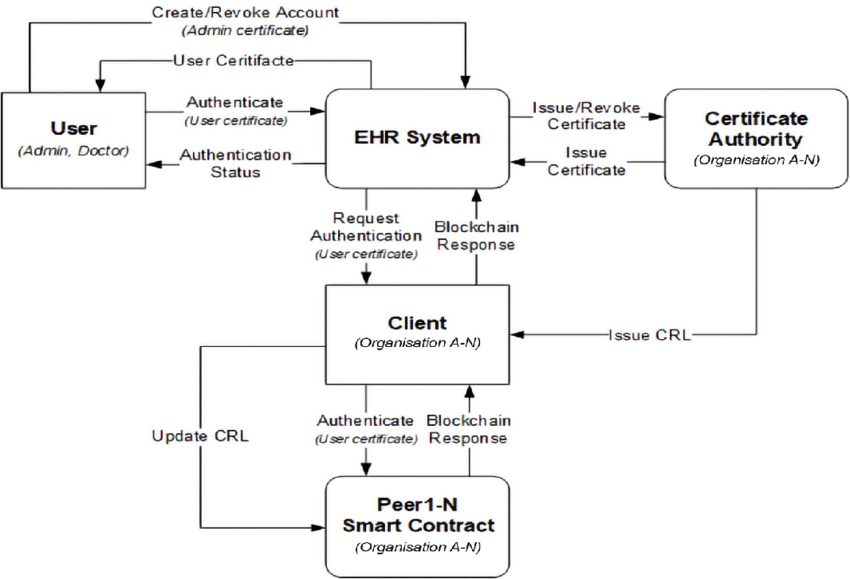 Create/Revoke Account
(Admin certificate)
User Ceritifacte
User
(Admin, Doctor)
Authenticate
(User certificate)
Authentication
Status
EHR System
Issue/Revoke
Certificate
Issue
Certificate
Certificate
Authority
(Organisation A-N)
Request
Authentication
(User certificate)
Blockchain
Response
Client
(Organisation A-N)
Issue CRL
Update CRL
Authenticate
(User certificate)
Blockchain
Response
Peer1-N
Smart Contract
(Organisation A-N)